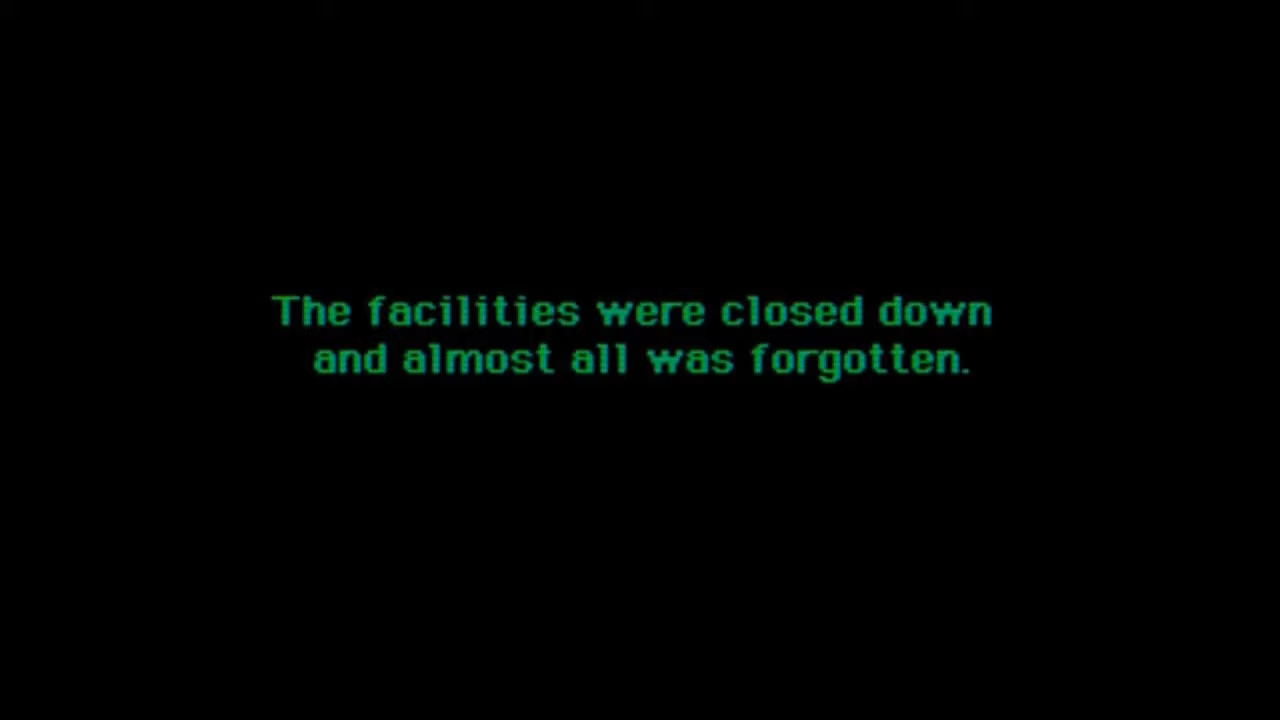 The facilities were closed down
and almost all was forgotten.